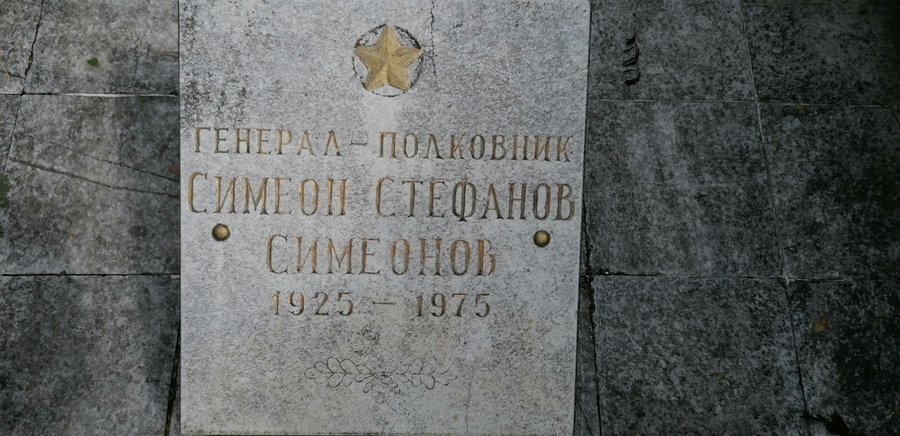 ГЕНЕРАЛ - ПОЛКОВНИК
СИМЕОН СТЕФАНОВ
СИМЕОНОВ
1925 - 1975